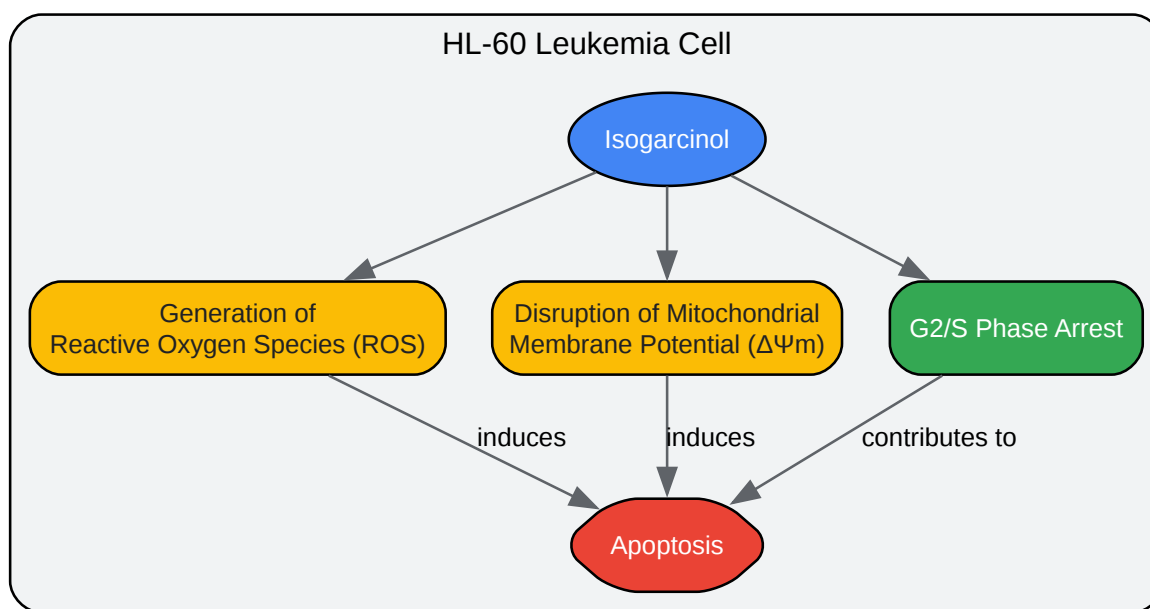 HL-60 Leukemia Cell
Isogarcinol
Generation of
Reactive Oxygen Species (ROS)
Disruption of Mitochondrial
Membrane Potential (ΔΨm)
G2/S Phase Arrest
induces
induces
contributes to
Apoptosis